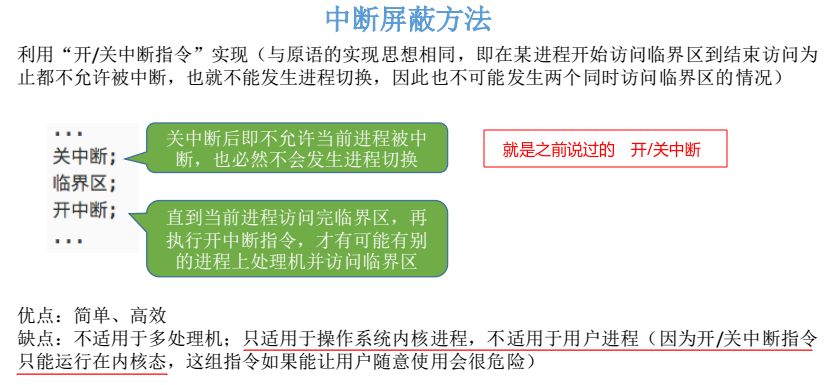 中断屏蔽方法
利用“开/关中断指令”实现（与原语的实现思想相同，即在某进程开始访问临界区到结束访问为
止都不允许被中断，也就不能发生进程切换，因此也不可能发生两个同时访问临界区的情况）
...
关中断;
临界区;
开中断;
...
关中断后即不允许当前进程被中
断，也必然不会发生进程切换
就是之前说过的 开/关中断
直到当前进程访问完临界区，再
执行开中断指令，才有可能有别
的进程上处理机并访问临界区
优点：简单、高效
缺点：不适用于多处理机；只适用于操作系统内核进程，不适用于用户进程（因为开/关中断指令
只能运行在内核态，这组指令如果能让用户随意使用会很危险）